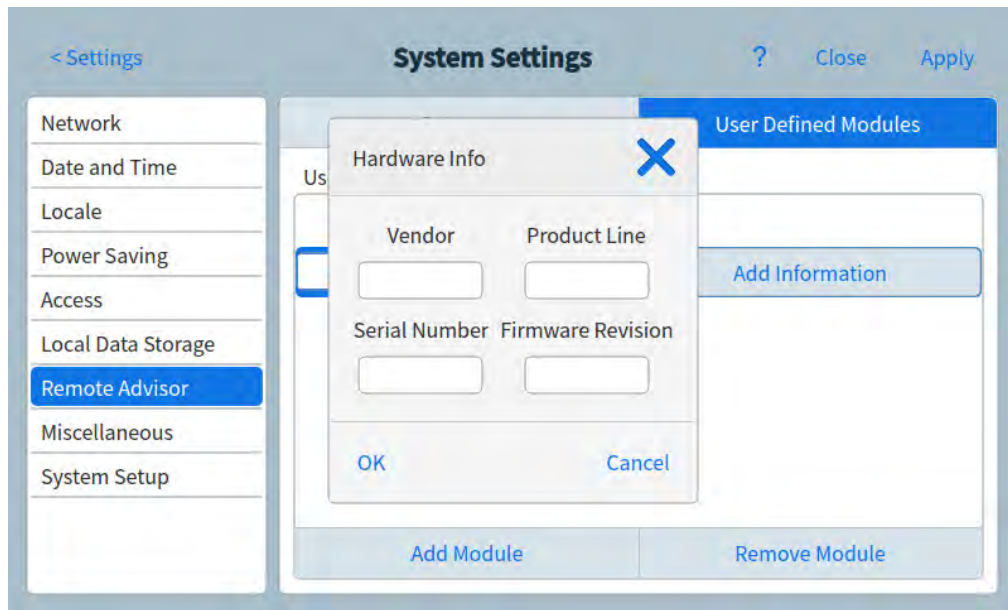 < Settings
System Settings
?
Close
Apply
Network
Date and Time
Locale
Power Saving
Access
Local Data Storage
Remote Advisor
Miscellaneous
System Setup
User Defined Modules
Us
Hardware Info
Vendor
Product Line
Serial Number
Firmware Revision
OK
Cancel
Add Information
Add Module
Remove Module